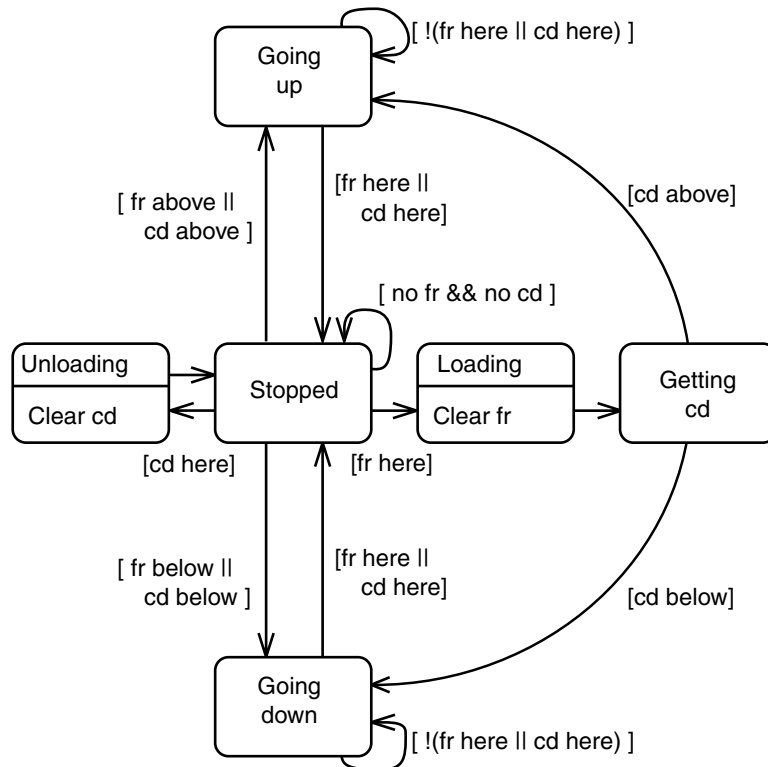 [ !(fr here || cd here) ]
Going
up
[ fr above ||
cd above ]
[fr here ||
cd here]
[cd above]
[ no fr && no cd ]
Unloading
Clear cd
Stopped
Loading
Clear fr
Getting
cd
[cd here]
[fr here]
[ fr below ||
cd below ]
[fr here ||
cd here]
[cd below]
Going
down
[ !(fr here || cd here) ]